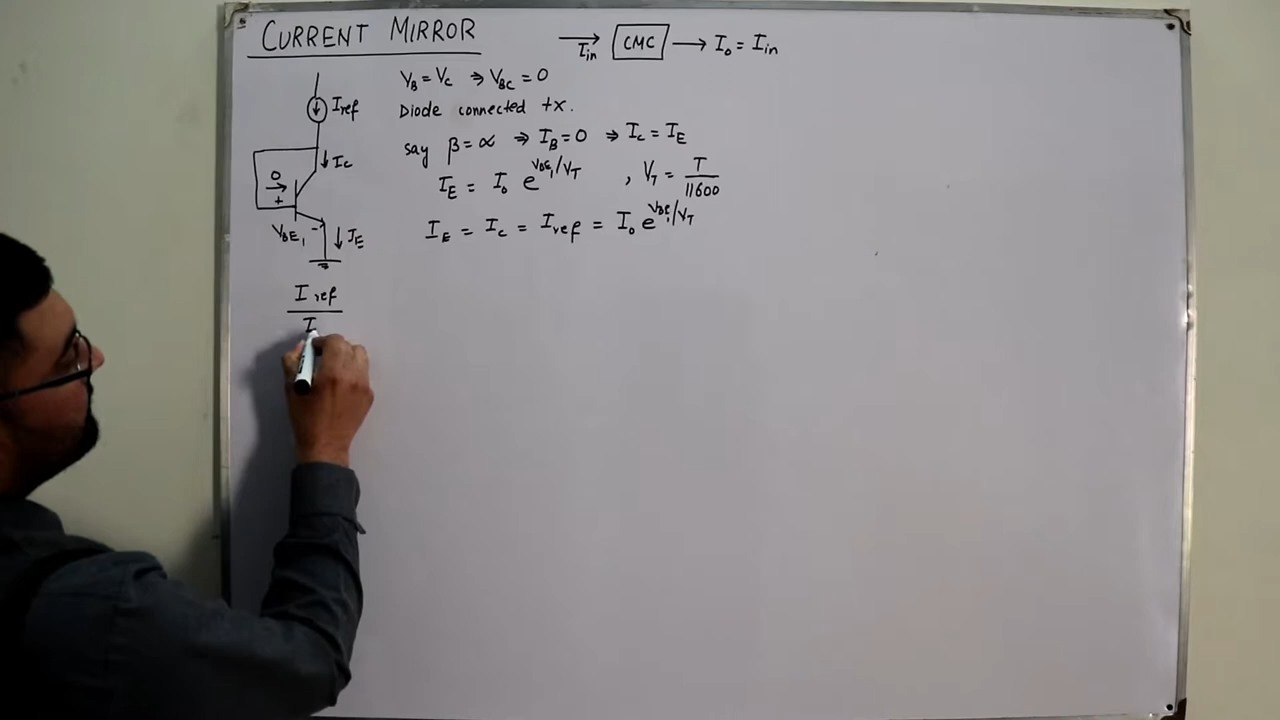 CURRENT MIRROR
Iin → CMC → Io = Iin
VB = VC ⇒ VBC = 0
Diode connected tx.
say β = α ⇒ IB = 0 ⇒ IC = IE
IE = Io e^VBE1/VT , VT = T/11600
IE = IC = Iref = Io e^VBE1/VT
Iref
IC
0
+
VBE1 -
IE
Iref
I